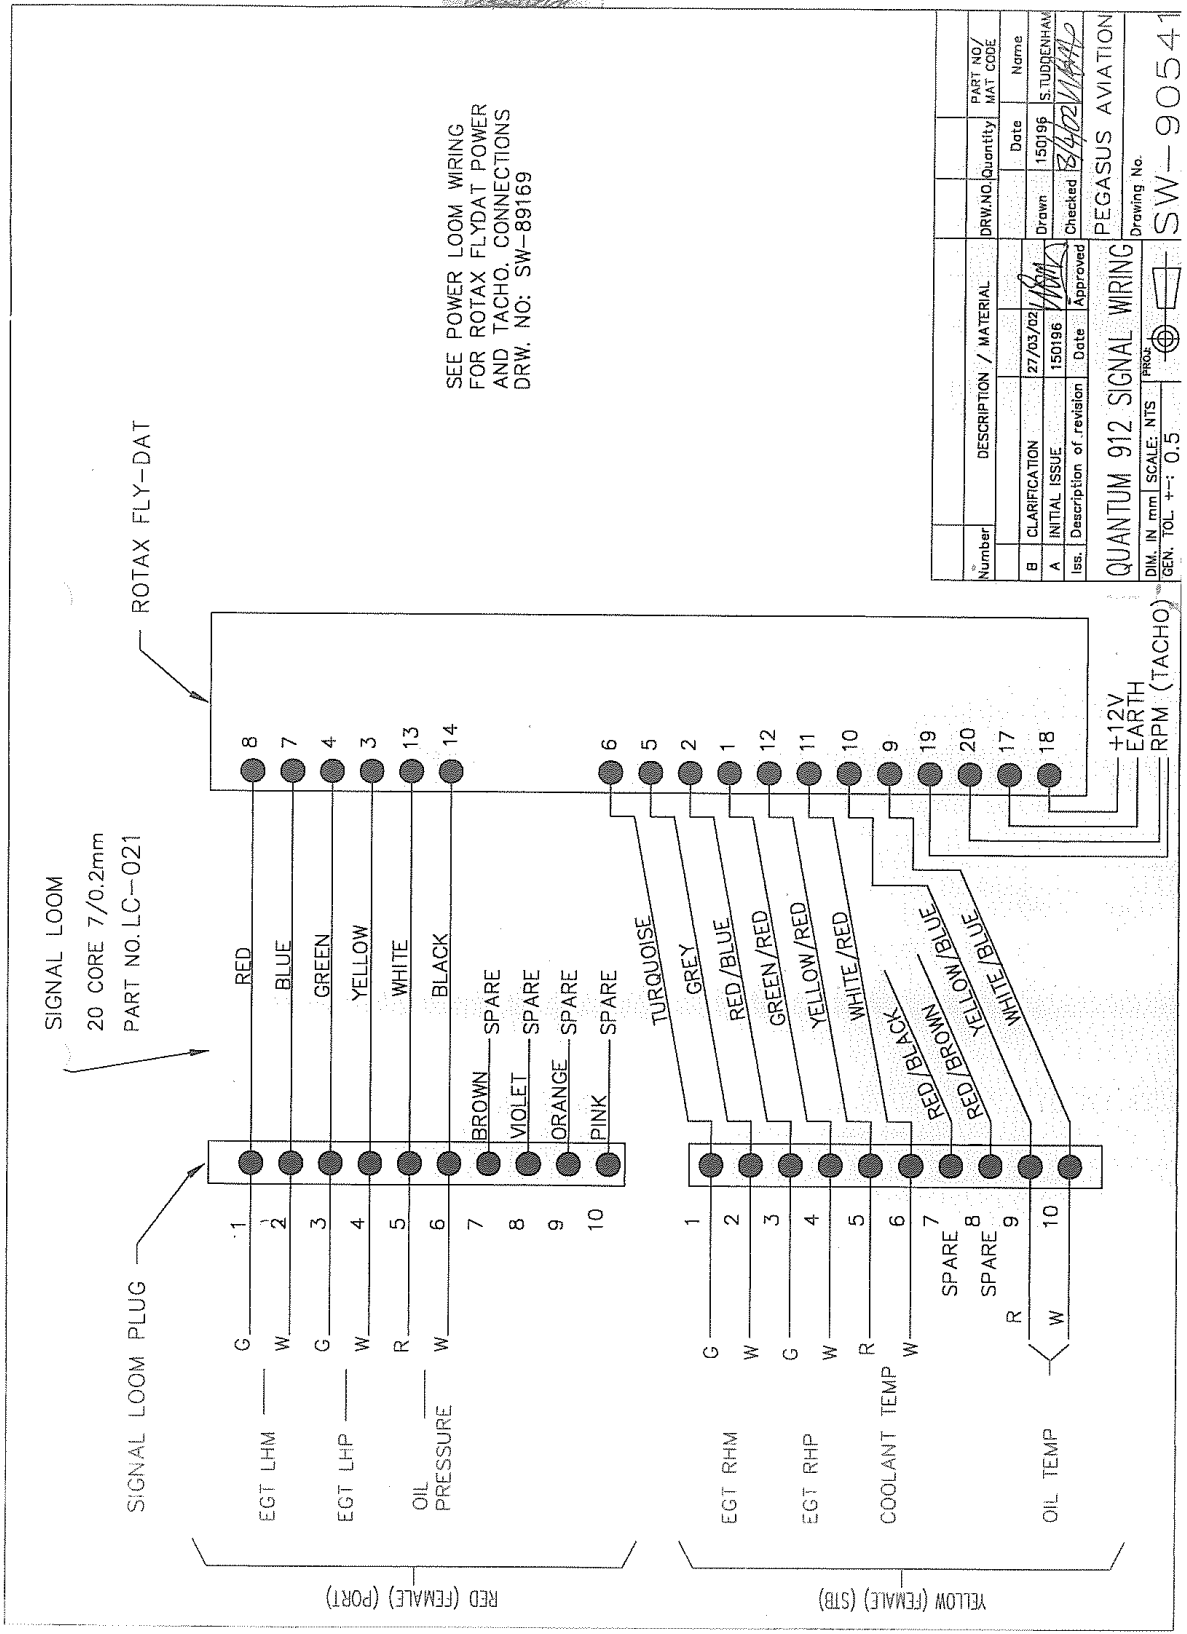 SIGNAL LOOM
20 CORE 7/0.2mm
PART NO. LC-021
SIGNAL LOOM PLUG
ROTAX FLY-DAT
SEE POWER LOOM WIRING
FOR ROTAX FLYDAT POWER
AND TACHO. CONNECTIONS
DRW. NO: SW-89169
RED (FEMALE) (PORT)
EGT LHM
EGT LHP
OIL
PRESSURE
G 1 RED 8
W 2 BLUE 7
G 3 GREEN 4
W 4 YELLOW 3
R 5 WHITE 13
W 6 BLACK 14
7 BROWN SPARE
8 VIOLET SPARE
9 ORANGE SPARE
10 PINK SPARE
YELLOW (FEMALE) (STB)
EGT RHM
EGT RHP
COOLANT TEMP
OIL TEMP
G 1 TURQUOISE 6
W 2 GREY 5
G 3 RED/BLUE 2
W 4 GREEN/RED 1
R 5 YELLOW/RED 12
W 6 WHITE/RED 11
SPARE 7 RED/BLACK
SPARE 8 RED/BROWN
R 9 YELLOW/BLUE 10
W 10 WHITE/BLUE 9
19
20
17
18
+12V
EARTH
RPM (TACHO)
Number DESCRIPTION / MATERIAL DRW.NO. Quantity PART NO/ MAT CODE
B CLARIFICATION 27/03/02
A INITIAL ISSUE 150196
Iss. Description of revision Date Approved
Date Name
Drawn 150196 S.TUDDENHAM
Checked 8/4/02
QUANTUM 912 SIGNAL WIRING
PEGASUS AVIATION
DIM. IN mm SCALE: NTS PROJ:
GEN. TOL. +-: 0.5
Drawing No.
SW-90541